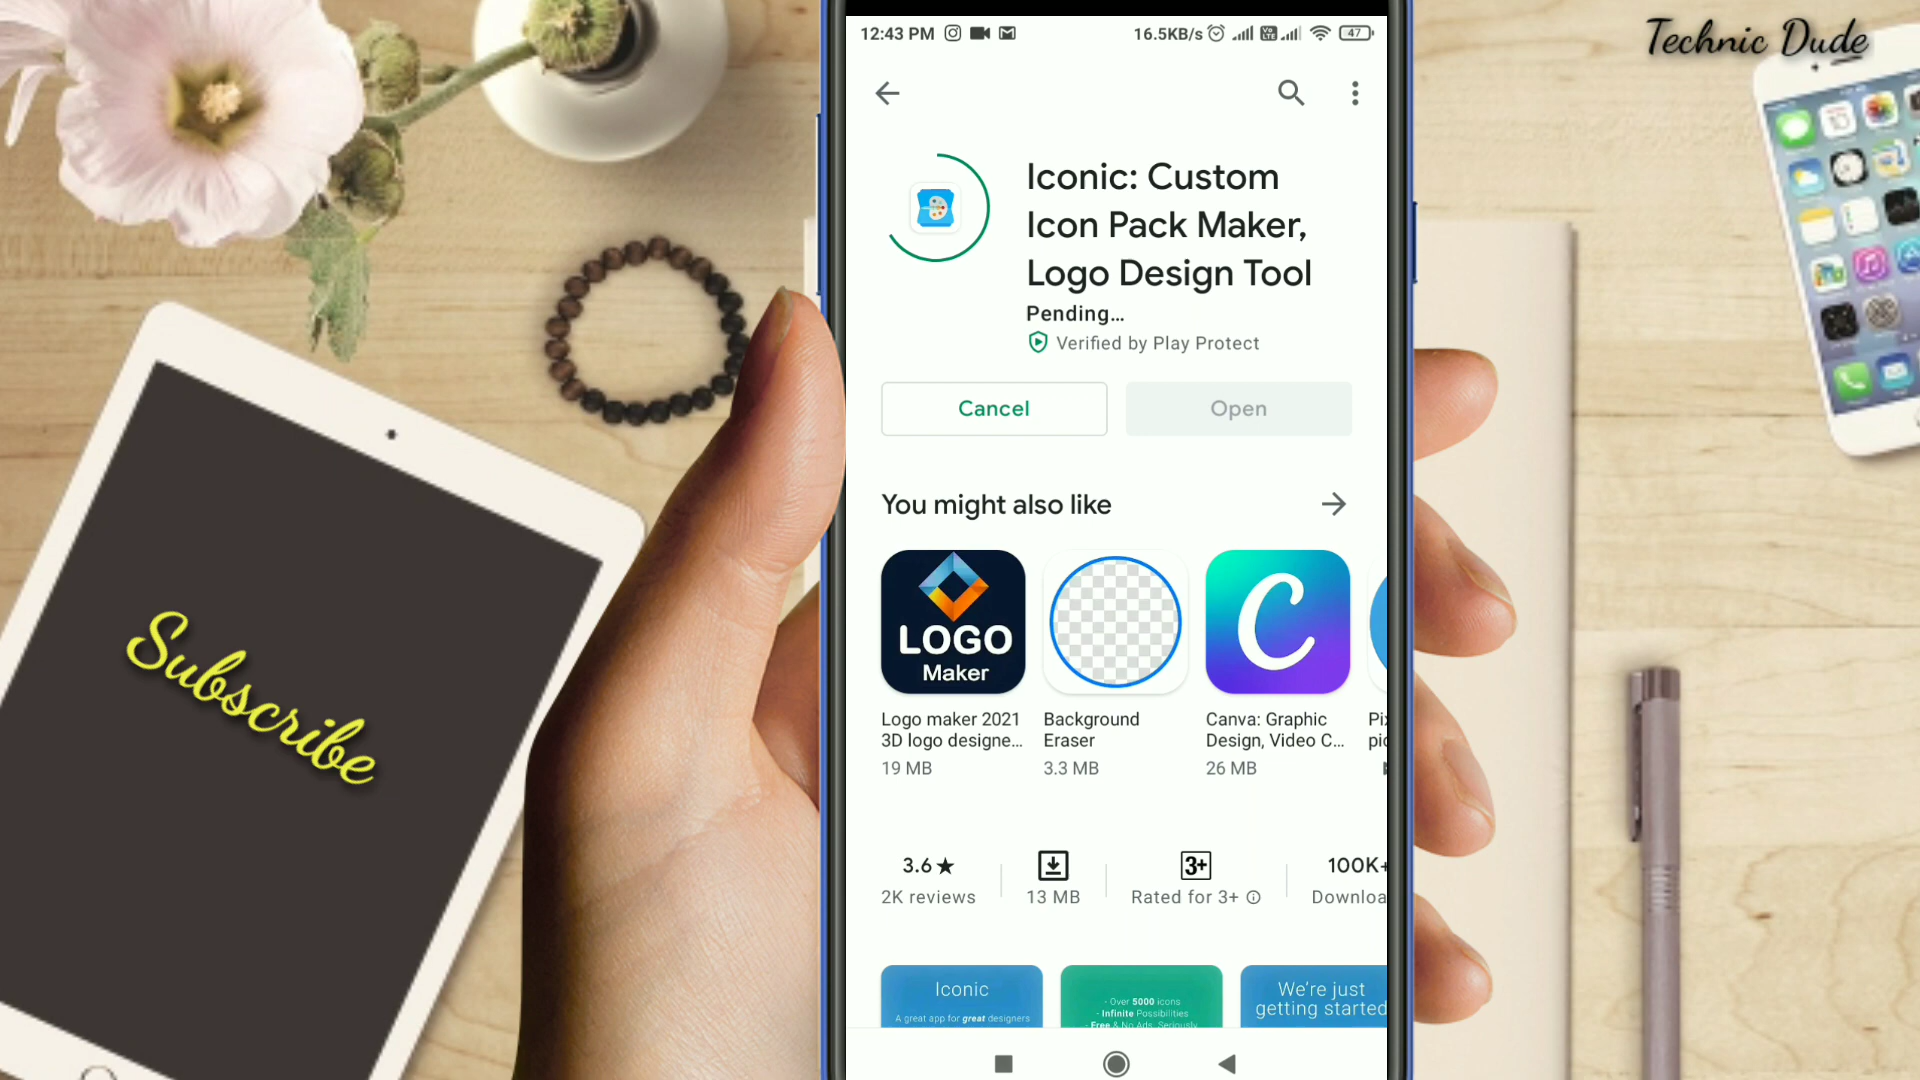 Technic Dude
12:43 PM
16.5KB/s
47
Iconic: Custom
Icon Pack Maker,
Logo Design Tool
Pending...
Verified by Play Protect
Cancel
Open
You might also like
LOGO
Maker
Logo maker 2021
3D logo designe...
19 MB
Background
Eraser
3.3 MB
C
Canva: Graphic
Design, Video C...
26 MB
3.6★
2K reviews
13 MB
3+
Rated for 3+
100K+
Downloa
Iconic
A great app for great designers
- Over 5000 icons
- Infinite Possibilities
- Free & No Ads, Seriously
We're just
getting started
Subscribe